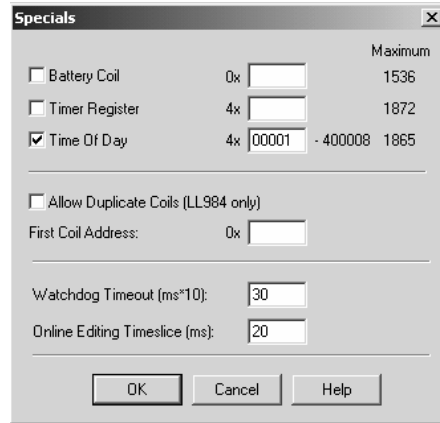 Specials
Maximum
Battery Coil 0x 1536
Timer Register 4x 1872
Time Of Day 4x 00001 - 400008 1865
Allow Duplicate Coils (LL984 only)
First Coil Address: 0x
Watchdog Timeout (ms*10): 30
Online Editing Timeslice (ms): 20
OK Cancel Help